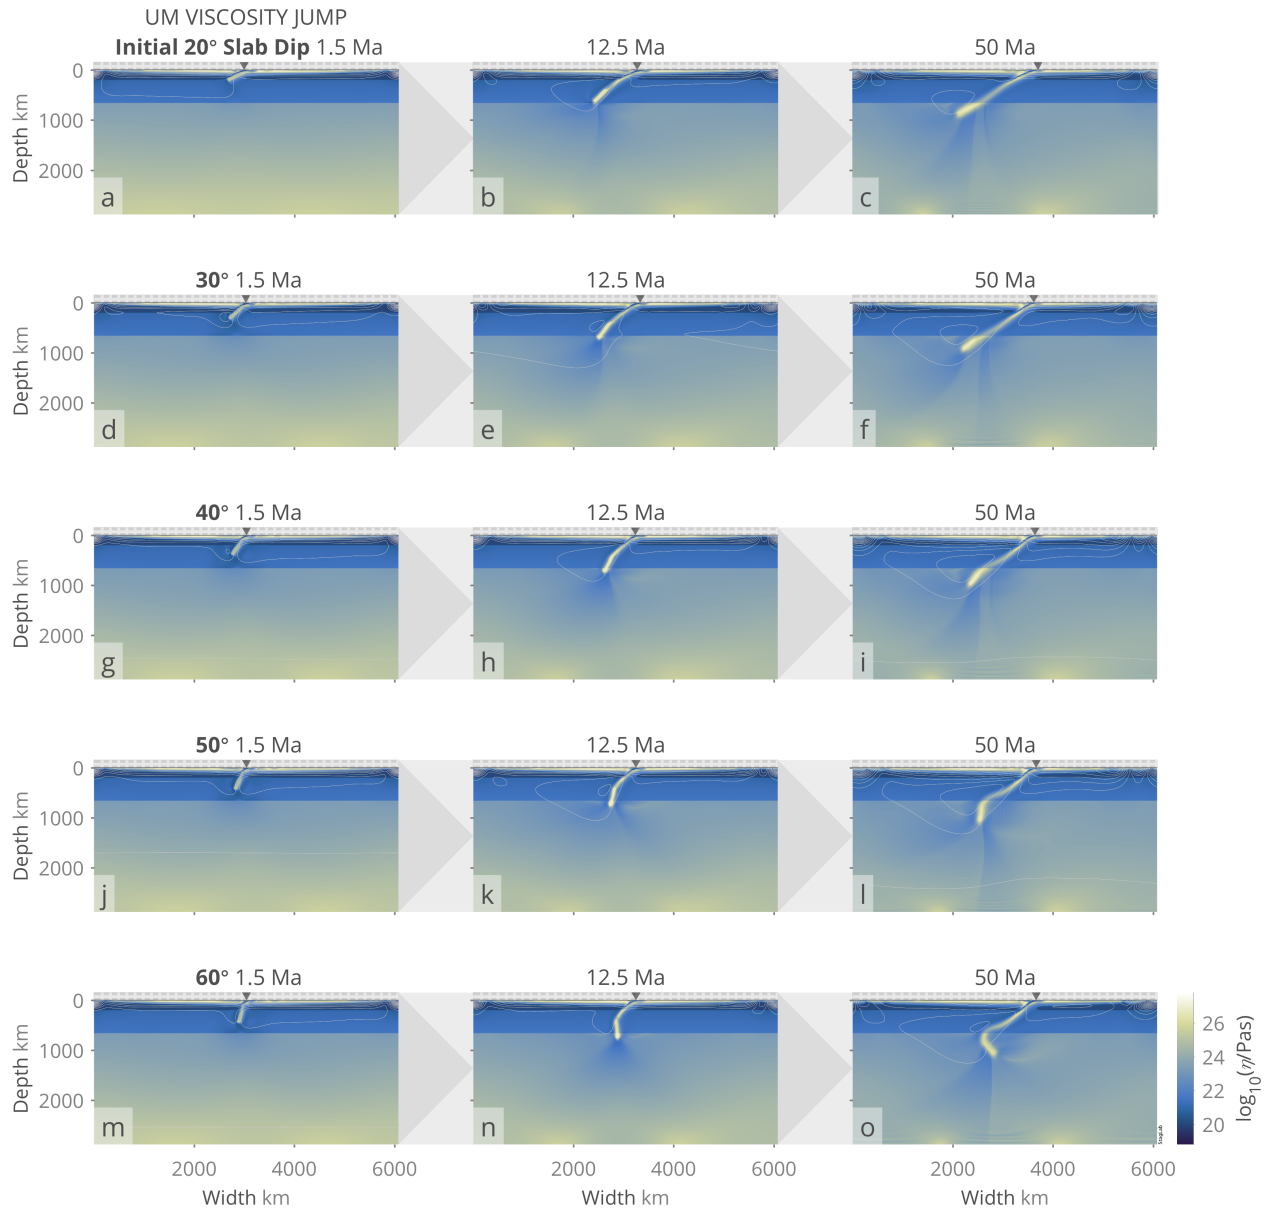 UM VISCOSITY JUMP
Initial 20° Slab Dip 1.5 Ma 12.5 Ma 50 Ma
0
1000
2000
Depth km
a b c
30° 1.5 Ma 12.5 Ma 50 Ma
0
1000
2000
Depth km
d e f
40° 1.5 Ma 12.5 Ma 50 Ma
0
1000
2000
Depth km
g h i
50° 1.5 Ma 12.5 Ma 50 Ma
0
1000
2000
Depth km
j k l
60° 1.5 Ma 12.5 Ma 50 Ma
0
1000
2000
Depth km
m n o
26
24
22
20
log10(η/Pas)
StagLab
2000 4000 6000 2000 4000 6000 2000 4000 6000
Width km Width km Width km